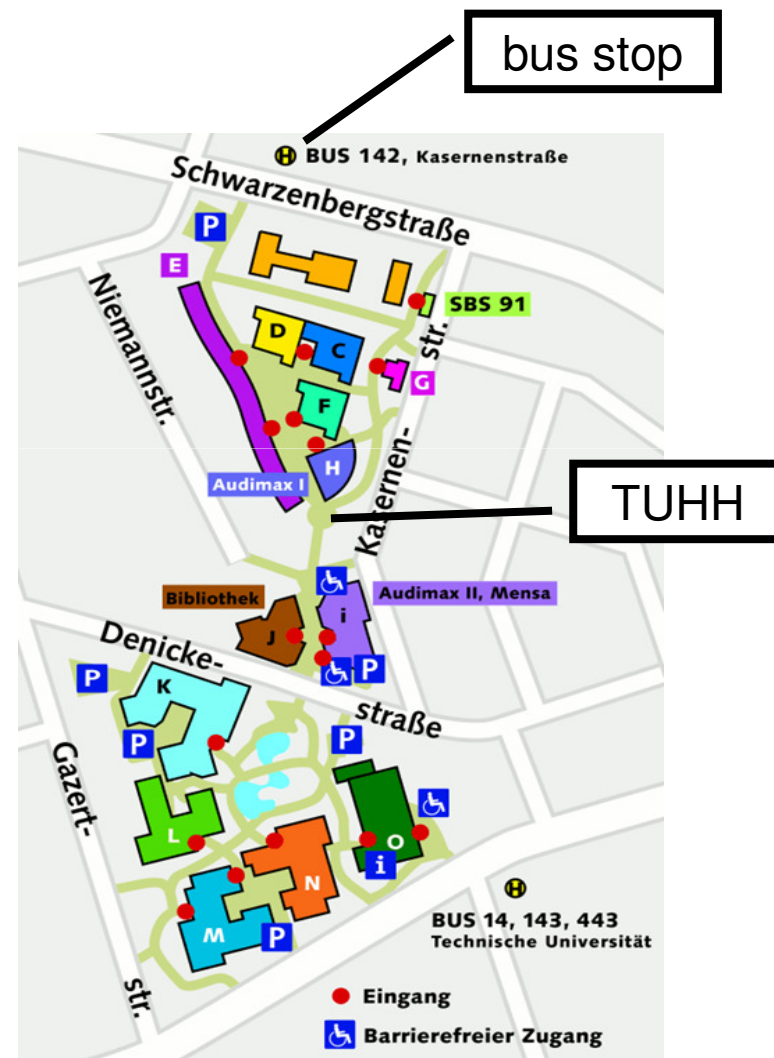 bus stop
H BUS 142, Kasernenstraße
Schwarzenbergstraße
P
E
SBS 91
Niemannstr.
D
C
str.
G
F
H
Audimax I
Kasernen-
TUHH
Bibliothek
Audimax II, Mensa
i
J
Denicke-
P
P
K
straße
P
P
Gazert-
L
O
i
N
H
M
P
BUS 14, 143, 443
Technische Universität
str.
Eingang
Barrierefreier Zugang